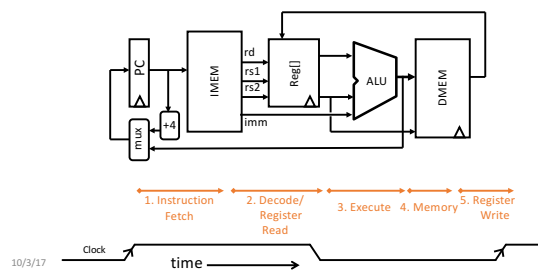 PC
+4
mux
IMEM
rd
rs1
rs2
imm
Reg[]
ALU
DMEM
1. Instruction
Fetch
2. Decode/
Register
Read
3. Execute
4. Memory
5. Register
Write
Clock
time
10/3/17